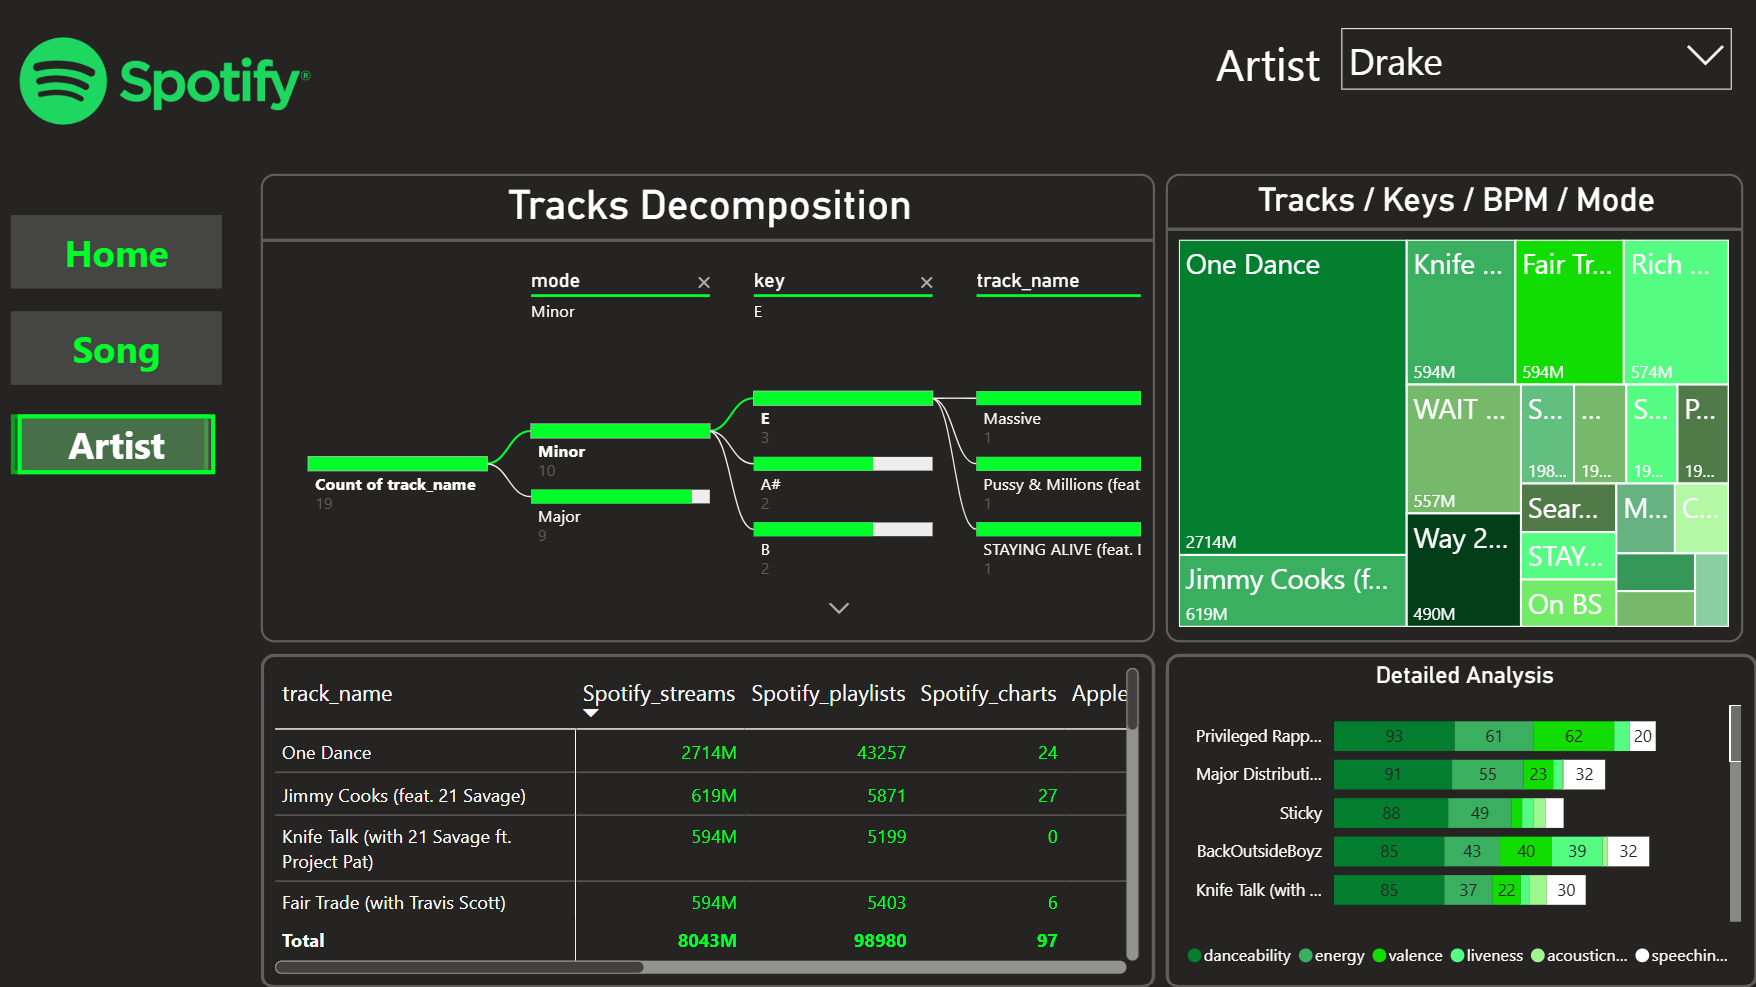 Spotify®
Artist
Drake
Home
Song
Artist
Tracks Decomposition
mode
key
track_name
Minor
E
Count of track_name
19
Minor
10
Major
9
E
3
A#
2
B
2
Massive
1
Pussy & Millions (feat
1
STAYING ALIVE (feat. I
1
Tracks / Keys / BPM / Mode
One Dance
2714M
Jimmy Cooks (f...
619M
Knife ...
594M
Fair Tr...
594M
Rich ...
574M
WAIT ...
557M
Way 2...
490M
S...
198...
...
19...
S...
19...
P...
19...
Sear...
M...
C...
STAY...
On BS
track_name Spotify_streams Spotify_playlists Spotify_charts Apple
One Dance 2714M 43257 24
Jimmy Cooks (feat. 21 Savage) 619M 5871 27
Knife Talk (with 21 Savage ft. 594M 5199 0
Project Pat)
Fair Trade (with Travis Scott) 594M 5403 6
Total 8043M 98980 97
Detailed Analysis
Privileged Rapp... 93 61 62 20
Major Distributi... 91 55 23 32
Sticky 88 49
BackOutsideBoyz 85 43 40 39 32
Knife Talk (with ... 85 37 22 30
danceability energy valence liveness acousticn... speechin...